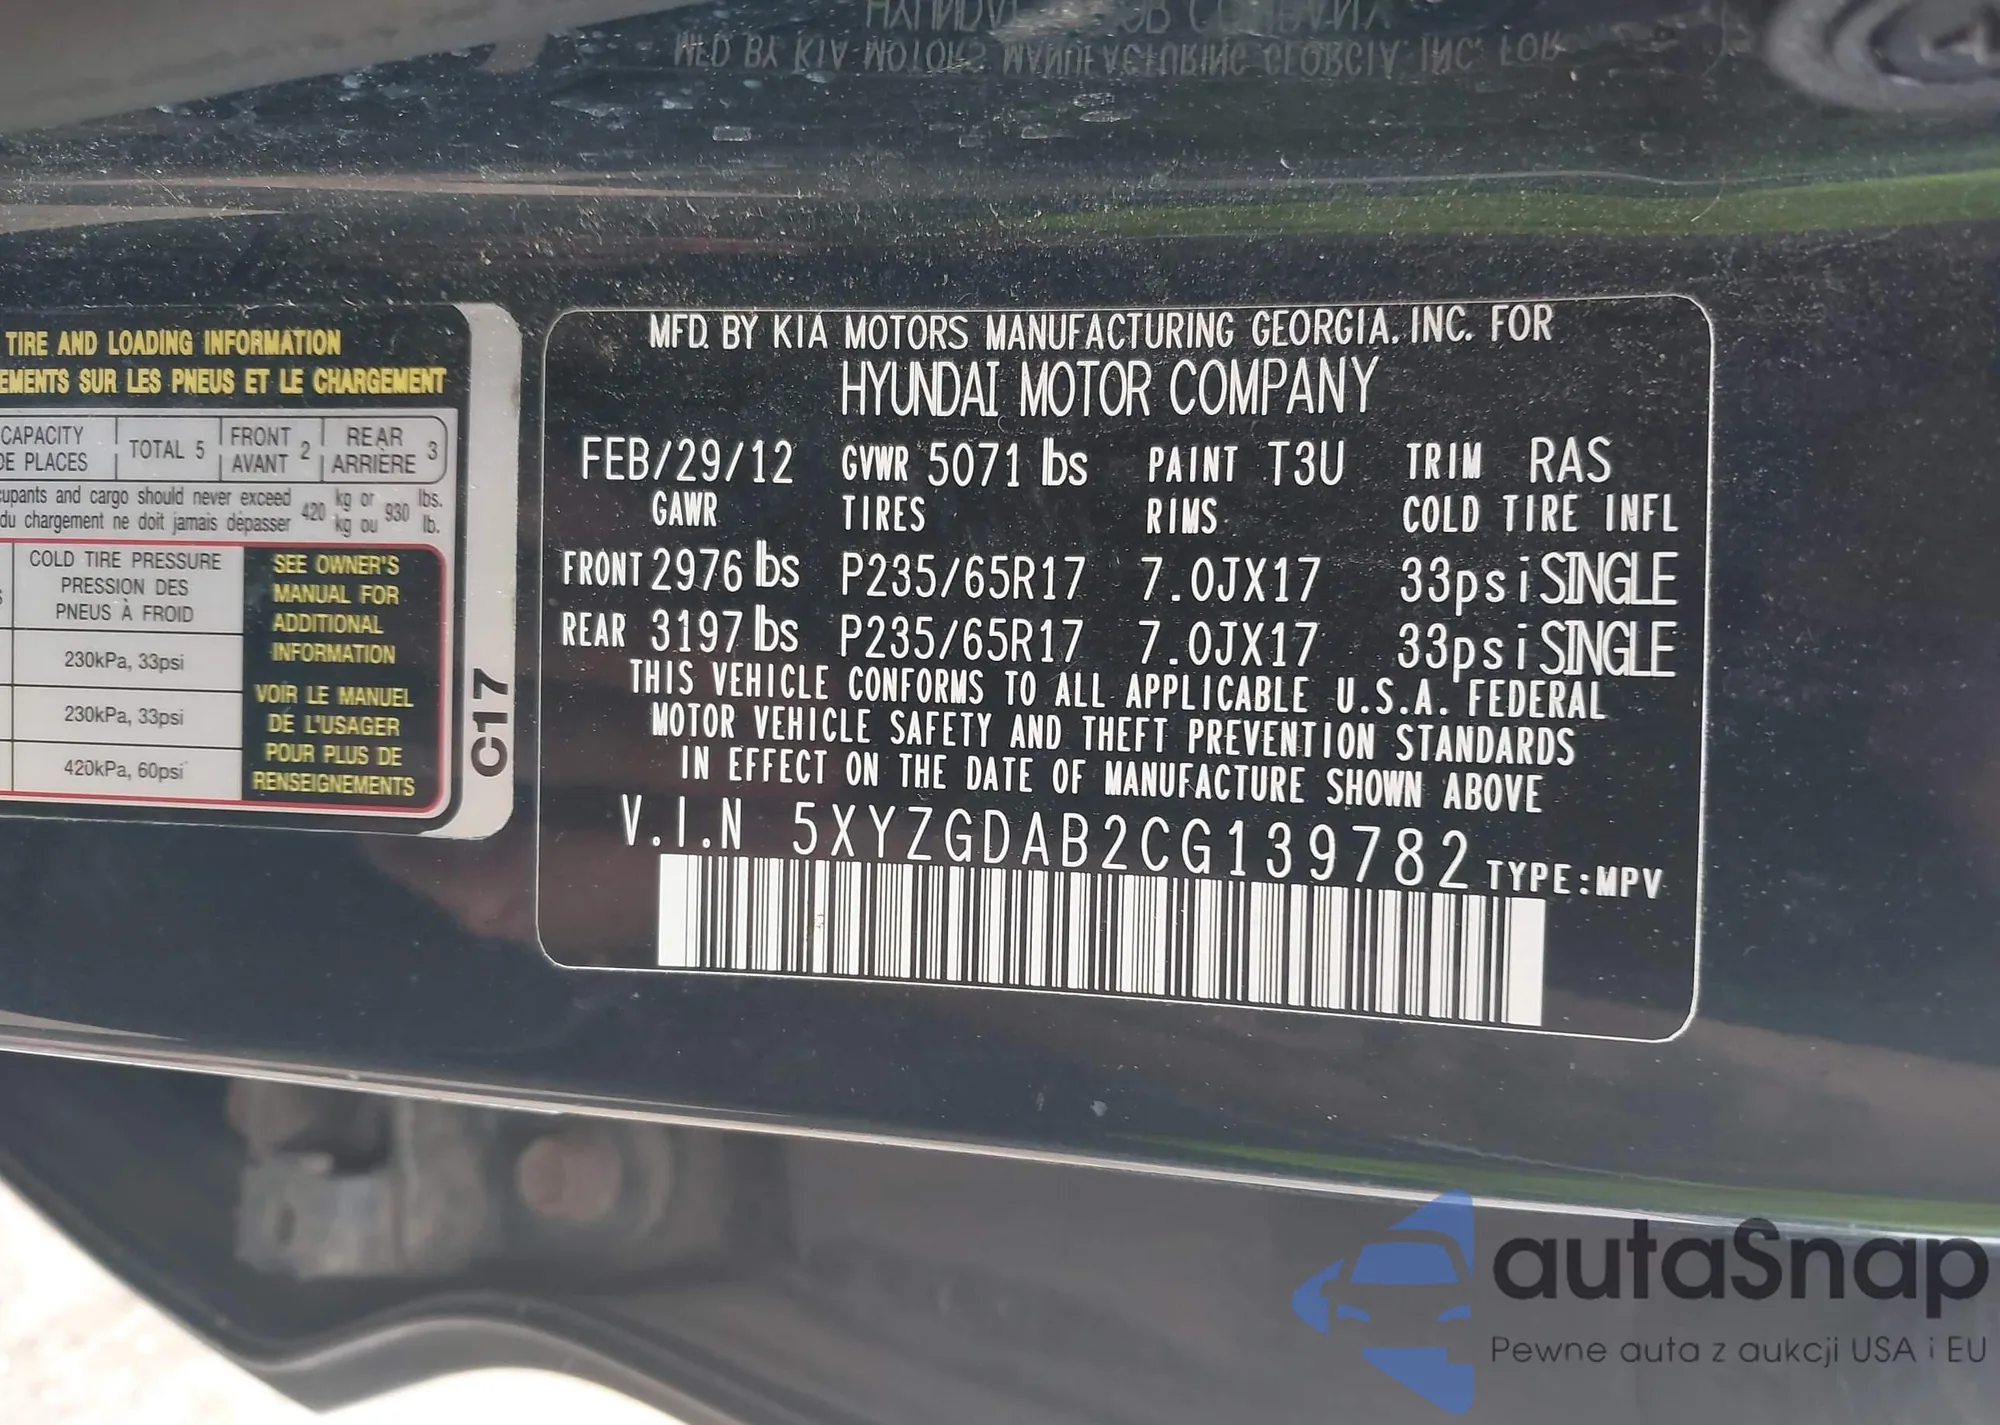 TIRE AND LOADING INFORMATION
SUR LES PNEUS ET LE CHARGEMENT
CAPACITY TOTAL 5 FRONT 2 REAR 3
DE PLACES AVANT ARRIÈRE
and cargo should never exceed 420 kg or 930 lbs.
du chargement ne doit jamais dépasser kg ou lb.
COLD TIRE PRESSURE
PRESSION DES
PNEUS À FROID
230kPa, 33psi
230kPa, 33psi
420kPa, 60psi
SEE OWNER'S
MANUAL FOR
ADDITIONAL
INFORMATION
VOIR LE MANUEL
DE L'USAGER
POUR PLUS DE
RENSEIGNEMENTS
C17
MFD. BY KIA MOTORS MANUFACTURING GEORGIA, INC. FOR
HYUNDAI MOTOR COMPANY
FEB/29/12 GVWR 5071 lbs PAINT T3U TRIM RAS
GAWR TIRES RIMS COLD TIRE INFL
FRONT 2976 lbs P235/65R17 7.0JX17 33psi SINGLE
REAR 3197 lbs P235/65R17 7.0JX17 33psi SINGLE
THIS VEHICLE CONFORMS TO ALL APPLICABLE U.S.A. FEDERAL
MOTOR VEHICLE SAFETY AND THEFT PREVENTION STANDARDS
IN EFFECT ON THE DATE OF MANUFACTURE SHOWN ABOVE
V.I.N 5XYZGDAB2CG139782 TYPE:MPV
autaSnap
Pewne auta z aukcji USA i EU